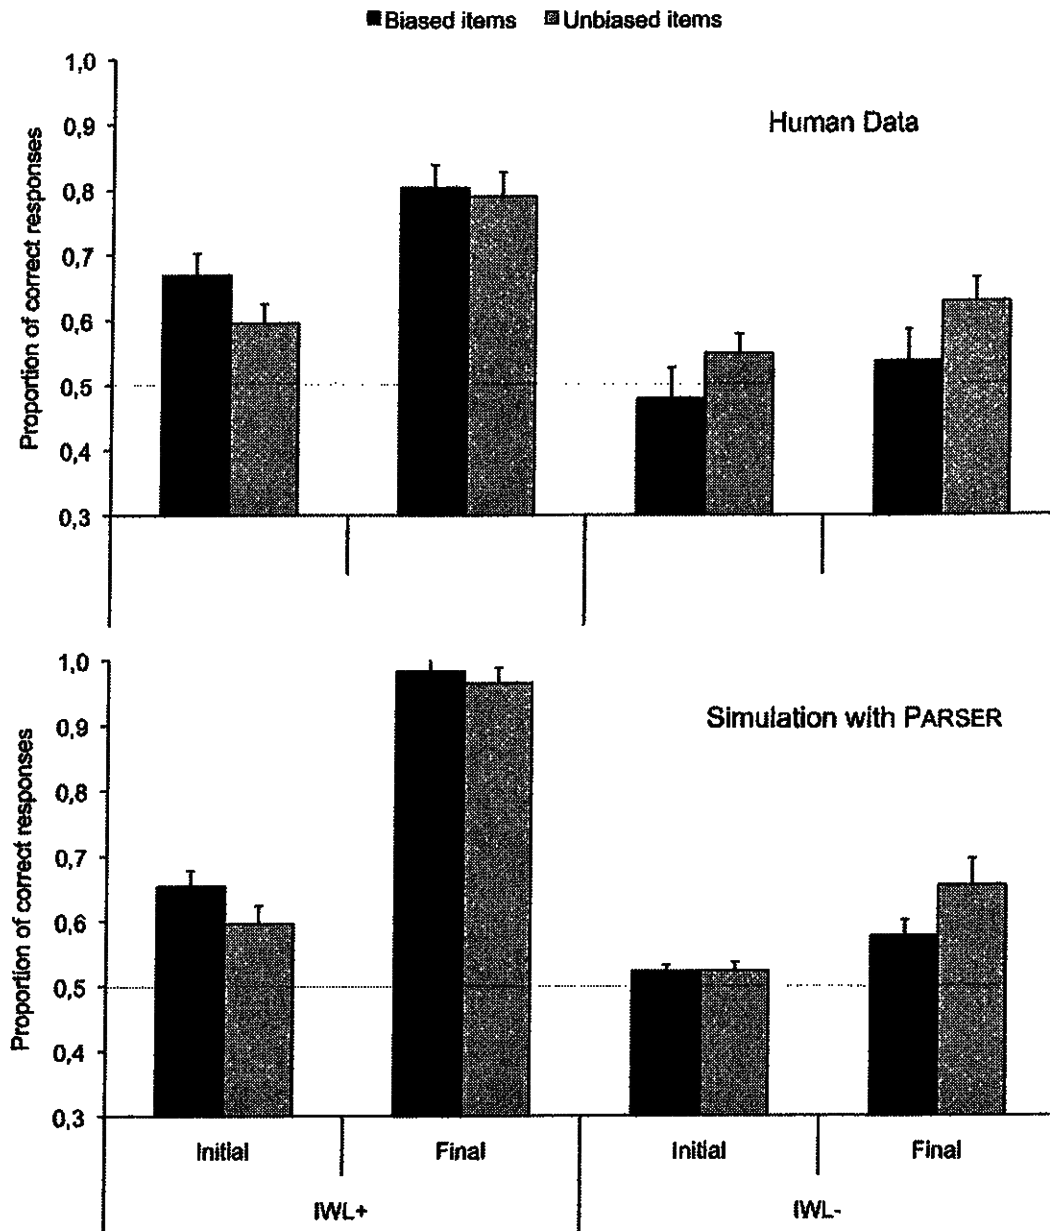 Biased items Unbiased items
Human Data
Proportion of correct responses
1,0
0,9
0,8
0,7
0,6
0,5
0,4
0,3
Simulation with PARSER
Proportion of correct responses
1,0
0,9
0,8
0,7
0,6
0,5
0,4
0,3
Initial Final Initial Final
IWL+ IWL-